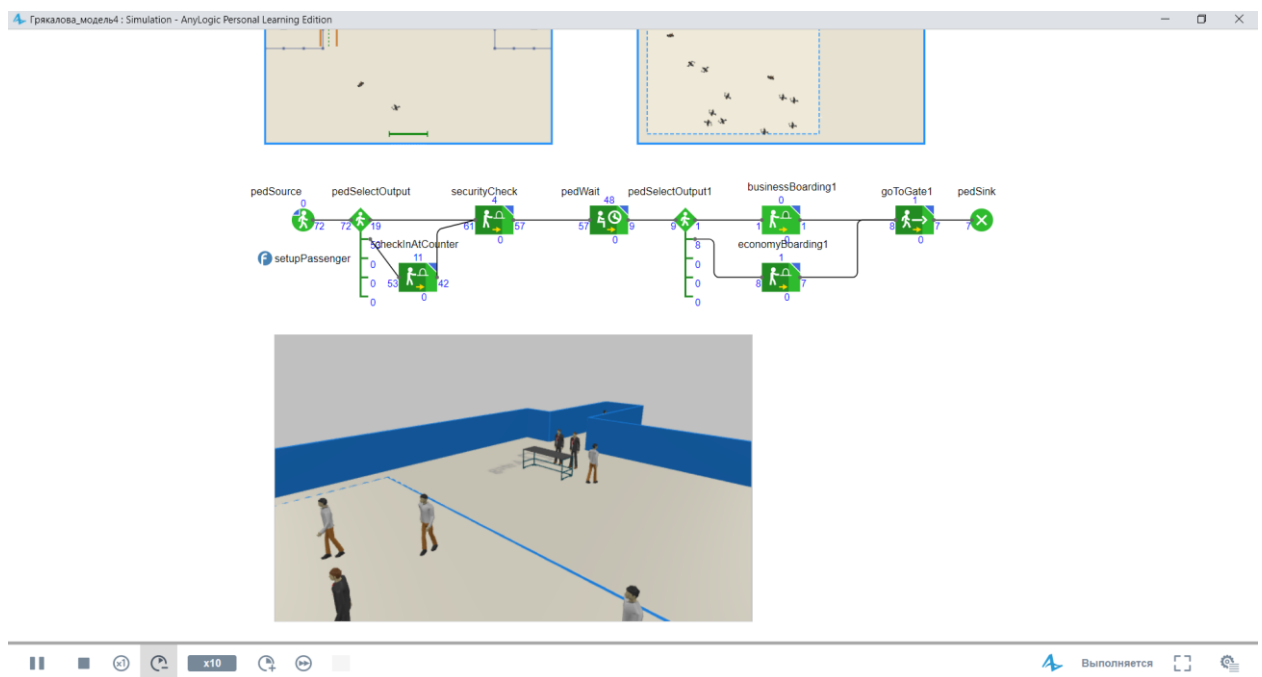 Грякалова_модель4 : Simulation - AnyLogic Personal Learning Edition
pedSource pedSelectOutput securityCheck pedWait pedSelectOutput1 businessBoarding1 goToGate1 pedSink
0 4 48 0 1
72 72 19 61 57 57 9 9 1 1 1 8 7 7
0 0 0 0
setupPassenger
checkInAtCounter economyBoarding1
11 8 1
0 0
0 53 42 0 8 7
0 0 0 0
x1 x10
Выполняется